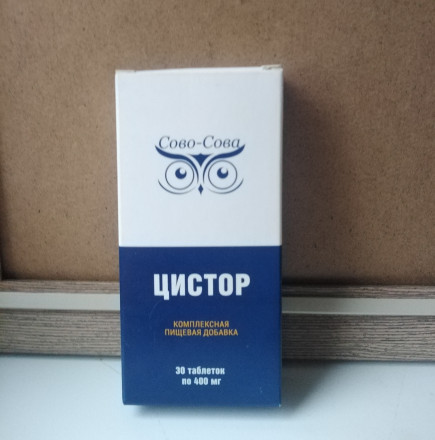 Сово-Сова
ЦИСТОР
КОМПЛЕКСНАЯ
ПИЩЕВАЯ ДОБАВКА
30 таблеток
по 400 мг